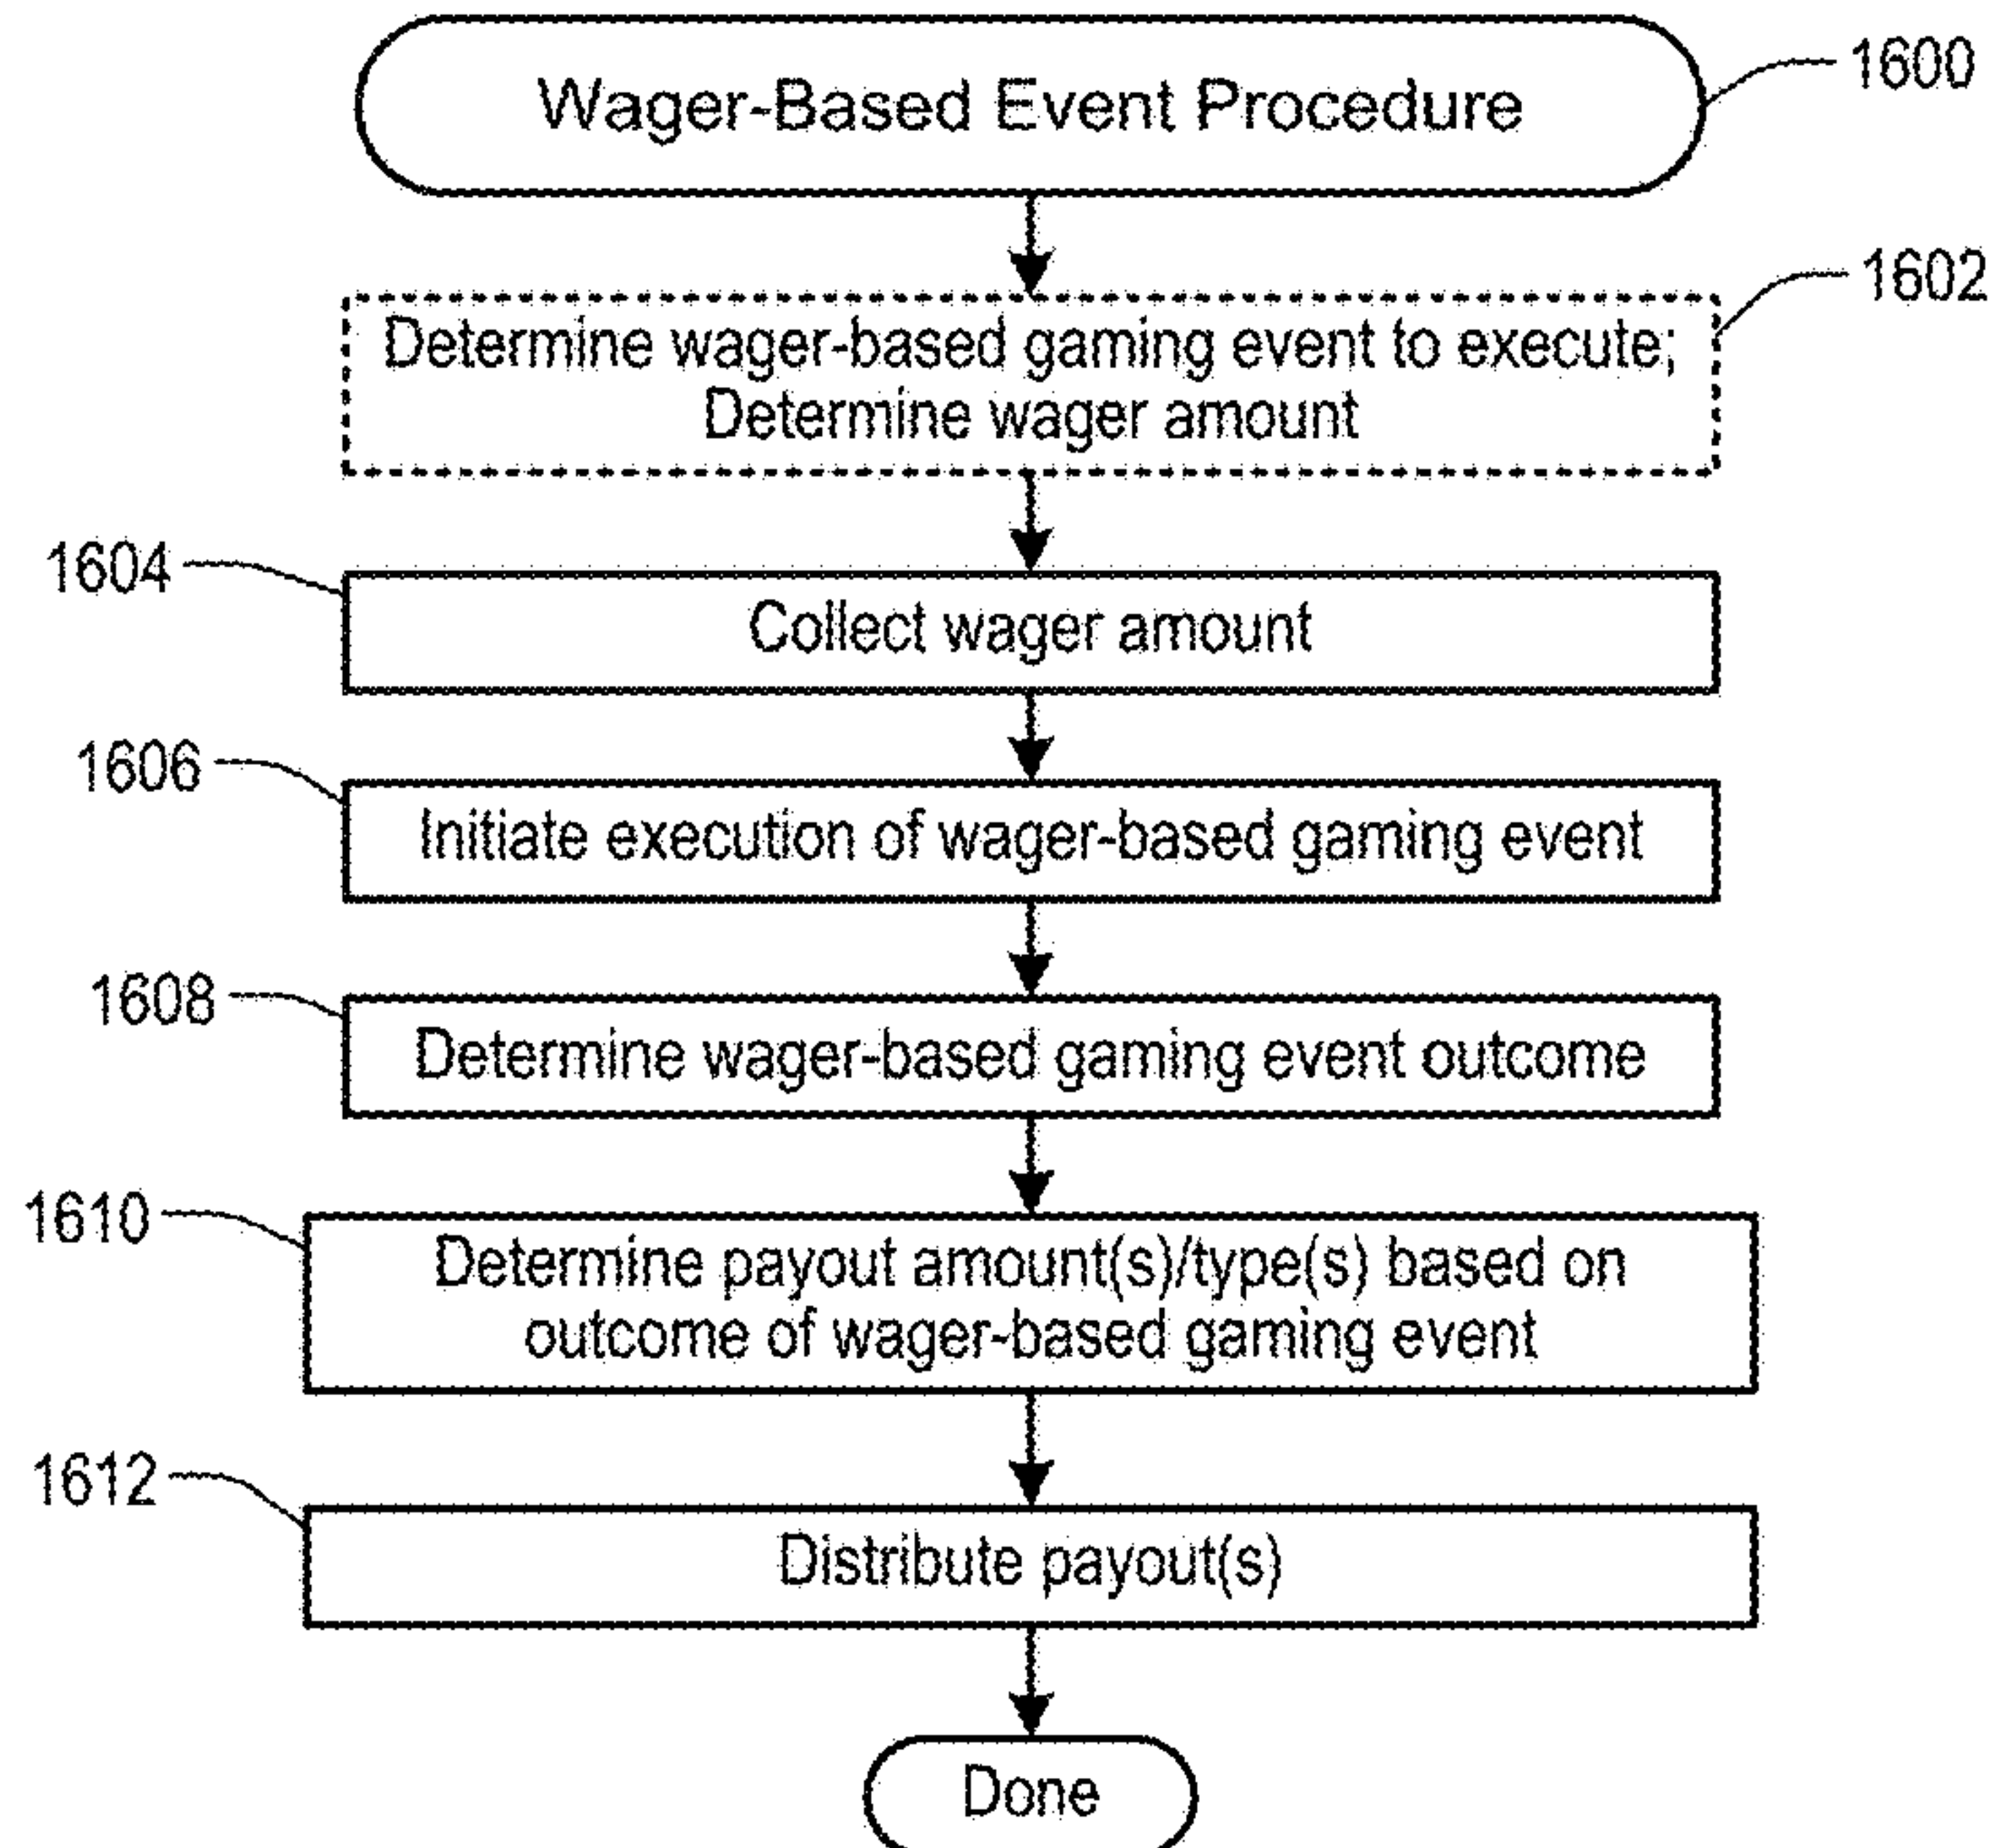 Wager-Based Event Procedure
1600
1602
Determine wager-based gaming event to execute;
Determine wager amount
1604
Collect wager amount
1606
Initiate execution of wager-based gaming event
1608
Determine wager-based gaming event outcome
1610
Determine payout amount(s)/type(s) based on
outcome of wager-based gaming event
1612
Distribute payout(s)
Done